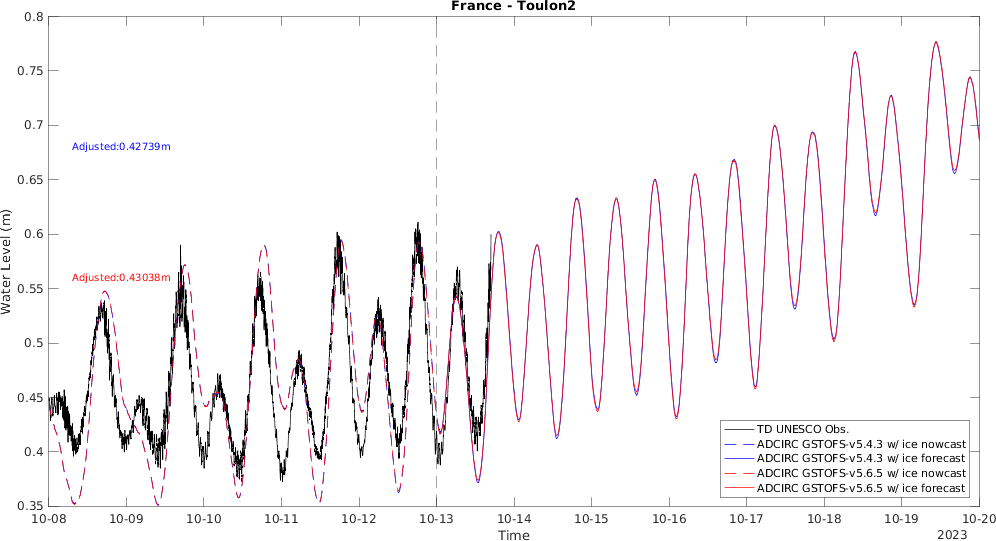 France - Toulon2
0.8
0.75
0.7
0.65
0.6
0.55
0.5
0.45
0.4
0.35
Water Level (m)
Adjusted:0.42739m
Adjusted:0.43038m
TD UNESCO Obs.
ADCIRC GSTOFS-v5.4.3 w/ ice nowcast
ADCIRC GSTOFS-v5.4.3 w/ ice forecast
ADCIRC GSTOFS-v5.6.5 w/ ice nowcast
ADCIRC GSTOFS-v5.6.5 w/ ice forecast
10-08 10-09 10-10 10-11 10-12 10-13 10-14 10-15 10-16 10-17 10-18 10-19 10-20
Time
2023